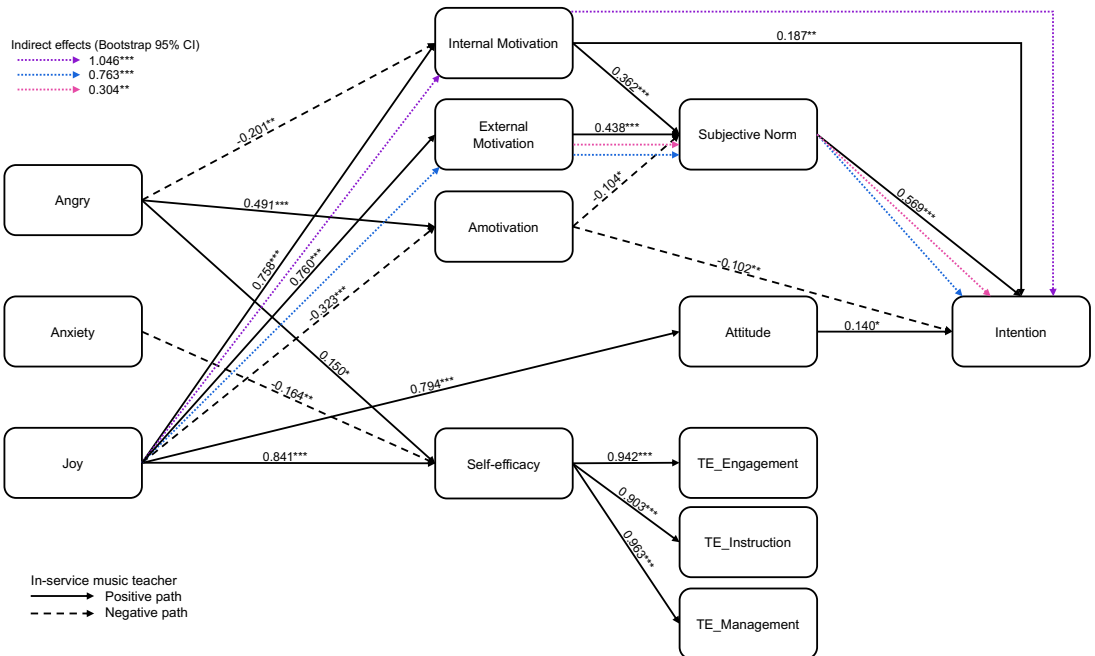 Internal Motivation
0.187**
Indirect effects (Bootstrap 95% CI)
1.046***
0.763***
0.304**
0.362***
-0.201**
External
Motivation
0.438***
Subjective Norm
Angry
0.491***
-0.104*
Amotivation
0.569***
0.758***
0.760***
-0.102**
-0.323***
Anxiety
Attitude
0.140*
Intention
0.150*
-0.164**
0.794***
Joy
0.841***
Self-efficacy
0.942***
TE_Engagement
0.903***
TE_Instruction
0.963***
In-service music teacher
Positive path
Negative path
TE_Management